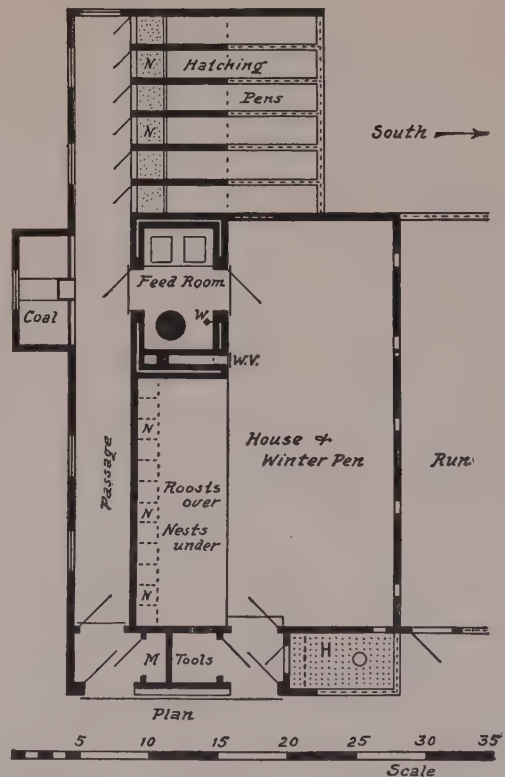 N Hatching
Pens
N
South
Feed Room
Coal
W.
W.V.
N
House &
Winter Pen
Run
Passage
Roosts
over
N
Nests
under
N
M Tools
H
Plan
5 10 15 20 25 30 35'
Scale